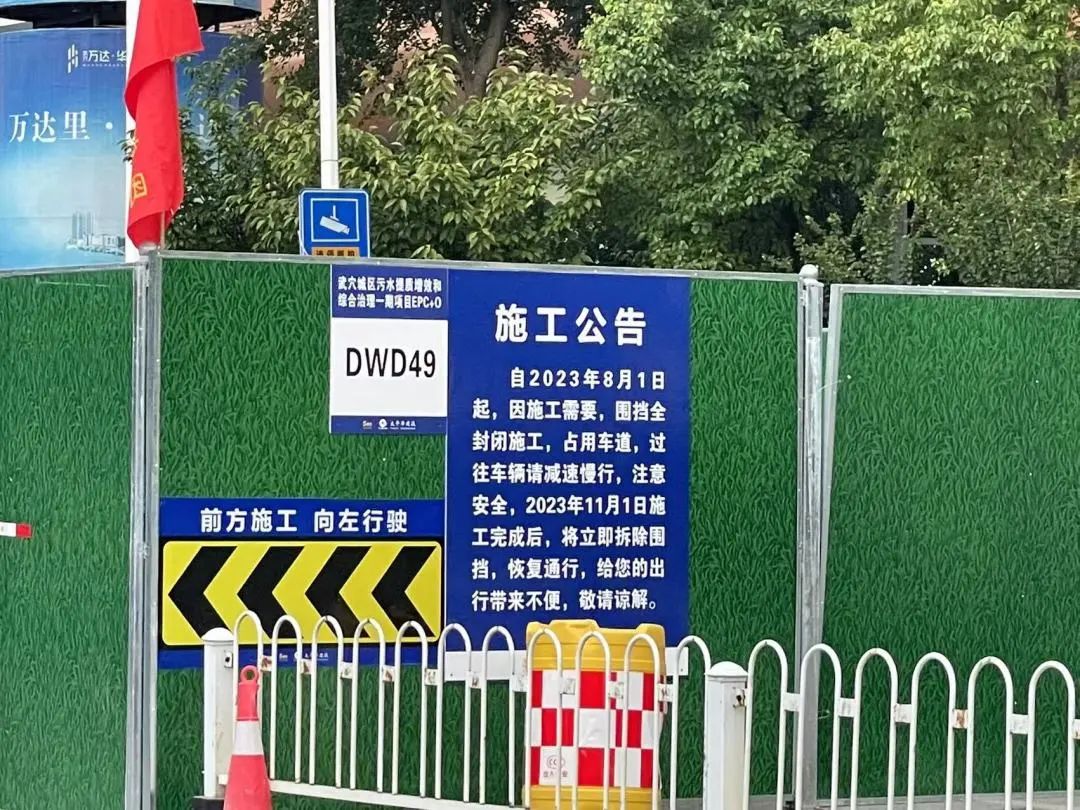 万达·华
万达里·
武穴城区污水提质增效和
综合治理一期项目EPC+O
DWD49
施工公告
自2023年8月1日
起，因施工需要，围挡全
封闭施工，占用车道，过
往车辆请减速慢行，注意
安全，2023年11月1日施
工完成后，将立即拆除围
挡，恢复通行，给您的出
行带来不便，敬请谅解。
前方施工 向左行驶